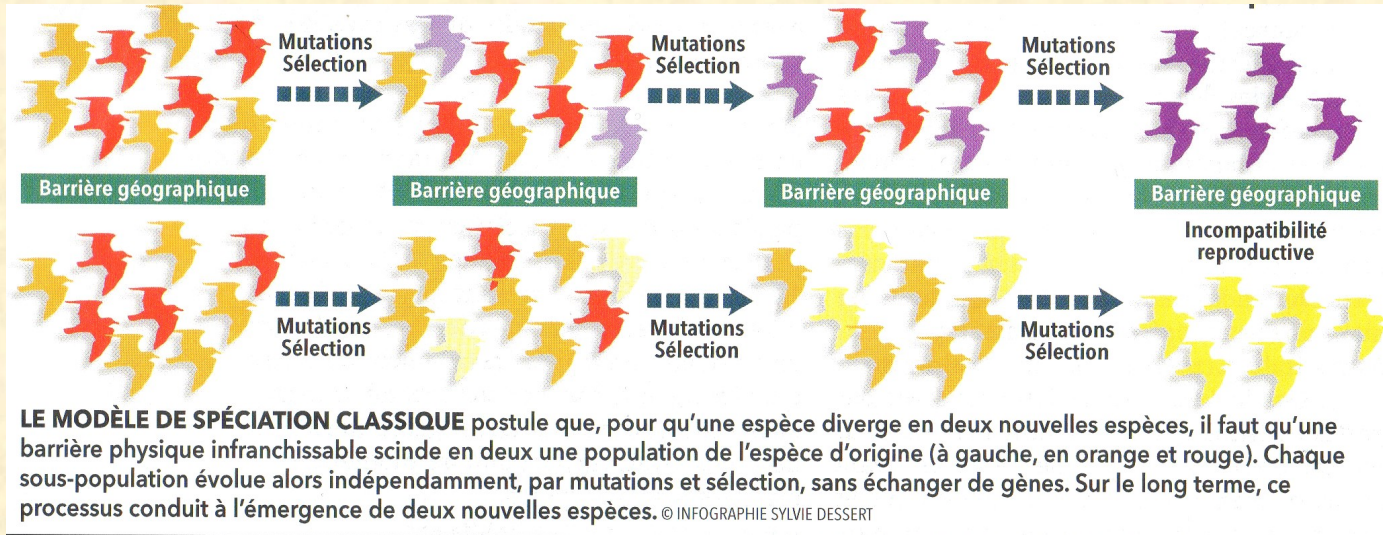 Mutations
Sélection
Mutations
Sélection
Mutations
Sélection
Barrière géographique
Barrière géographique
Barrière géographique
Barrière géographique
Incompatibilité
reproductive
Mutations
Sélection
Mutations
Sélection
Mutations
Sélection
LE MODÈLE DE SPÉCIATION CLASSIQUE postule que, pour qu'une espèce diverge en deux nouvelles espèces, il faut qu'une
barrière physique infranchissable scinde en deux une population de l'espèce d'origine (à gauche, en orange et rouge). Chaque
sous-population évolue alors indépendamment, par mutations et sélection, sans échanger de gènes. Sur le long terme, ce
processus conduit à l'émergence de deux nouvelles espèces. © INFOGRAPHIE SYLVIE DESSERT